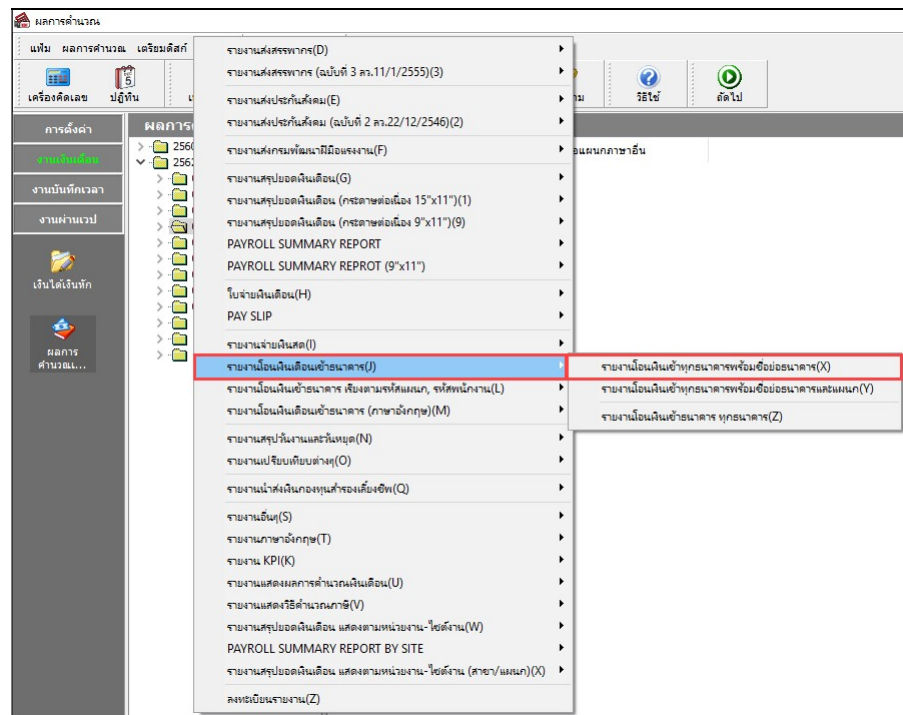 ผลการคำนวณ
แฟ้ม ผลการคำนวณ เตรียมดิสก์
เครื่องคิดเลข ปฏิทิน วิธีใช้ ถัดไป
การตั้งค่า
งานเงินเดือน
งานบันทึกเวลา
งานผ่านเวป
เงินได้เงินหัก
ผลการ
คำนวณเ...
2562
รายงานส่งสรรพากร(D)
รายงานส่งสรรพากร (ฉบับที่ 3 ลว.11/1/2555)(3)
รายงานส่งประกันสังคม(E)
รายงานส่งประกันสังคม (ฉบับที่ 2 ลว.22/12/2546)(2)
รายงานส่งกรมพัฒนาฝีมือแรงงาน(F)
รายงานสรุปยอดเงินเดือน(G)
รายงานสรุปยอดเงินเดือน (กระดาษต่อเนื่อง 15"x11")(1)
รายงานสรุปยอดเงินเดือน (กระดาษต่อเนื่อง 9"x11")(9)
PAYROLL SUMMARY REPORT
PAYROLL SUMMARY REPROT (9"x11")
ใบจ่ายเงินเดือน(H)
PAY SLIP
รายงานจ่ายเงินสด(I)
รายงานโอนเงินเดือนเข้าธนาคาร(J)
รายงานโอนเงินเข้าธนาคาร เรียงตามรหัสแผนก, รหัสพนักงาน(L)
รายงานโอนเงินเดือนเข้าธนาคาร (ภาษาอังกฤษ)(M)
รายงานสรุปวันงานและวันหยุด(N)
รายงานเปรียบเทียบต่างๆ(O)
รายงานนำส่งเงินกองทุนสำรองเลี้ยงชีพ(Q)
รายงานอื่นๆ(S)
รายงานภาษาอังกฤษ(T)
รายงาน KPI(K)
รายงานแสดงผลการคำนวณเงินเดือน(U)
รายงานแสดงวิธีคำนวณภาษี(V)
รายงานสรุปยอดเงินเดือน แสดงตามหน่วยงาน-ไซต์งาน(W)
PAYROLL SUMMARY REPORT BY SITE
รายงานสรุปยอดเงินเดือน แสดงตามหน่วยงาน-ไซต์งาน (สาขา/แผนก)(X)
ลงทะเบียนรายงาน(Z)
รายงานโอนเงินเข้าทุกธนาคารพร้อมชื่อย่อธนาคาร(X)
รายงานโอนเงินเข้าทุกธนาคารพร้อมชื่อย่อธนาคารและแผนก(Y)
รายงานโอนเงินเข้าธนาคาร ทุกธนาคาร(Z)